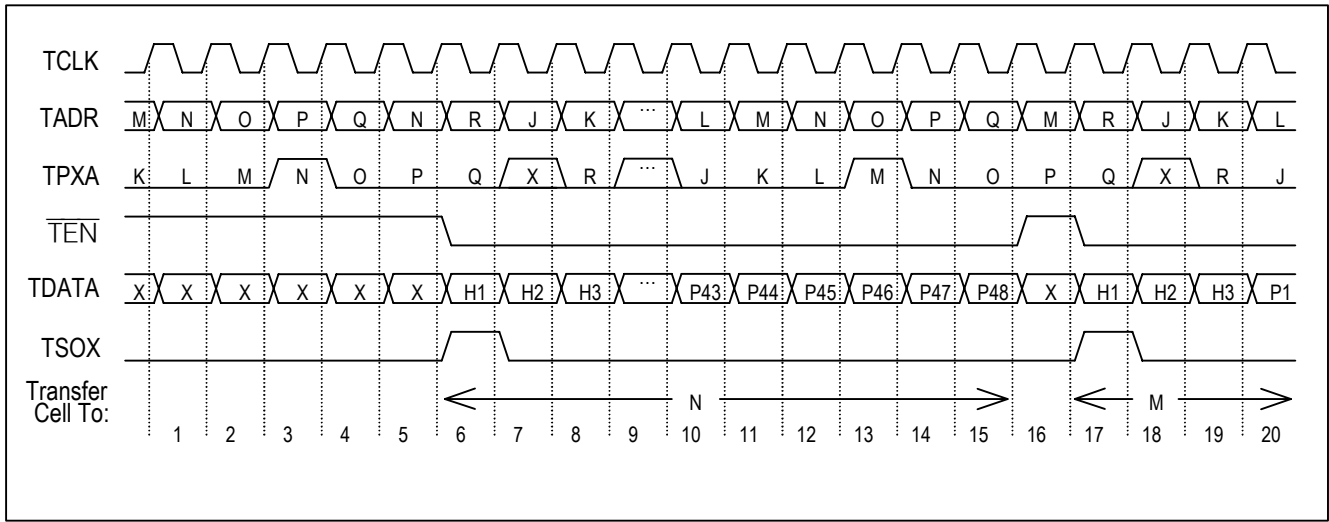 TCLK
TADR M N O P Q N R J K ... L M N O P Q M R J K L
TPXA K L M N O P Q X R ... J K L M N O P Q X R J
TEN
TDATA X X X X X X H1 H2 H3 ... P43 P44 P45 P46 P47 P48 X H1 H2 H3 P1
TSOX
Transfer
Cell To: N M
1 2 3 4 5 6 7 8 9 10 11 12 13 14 15 16 17 18 19 20